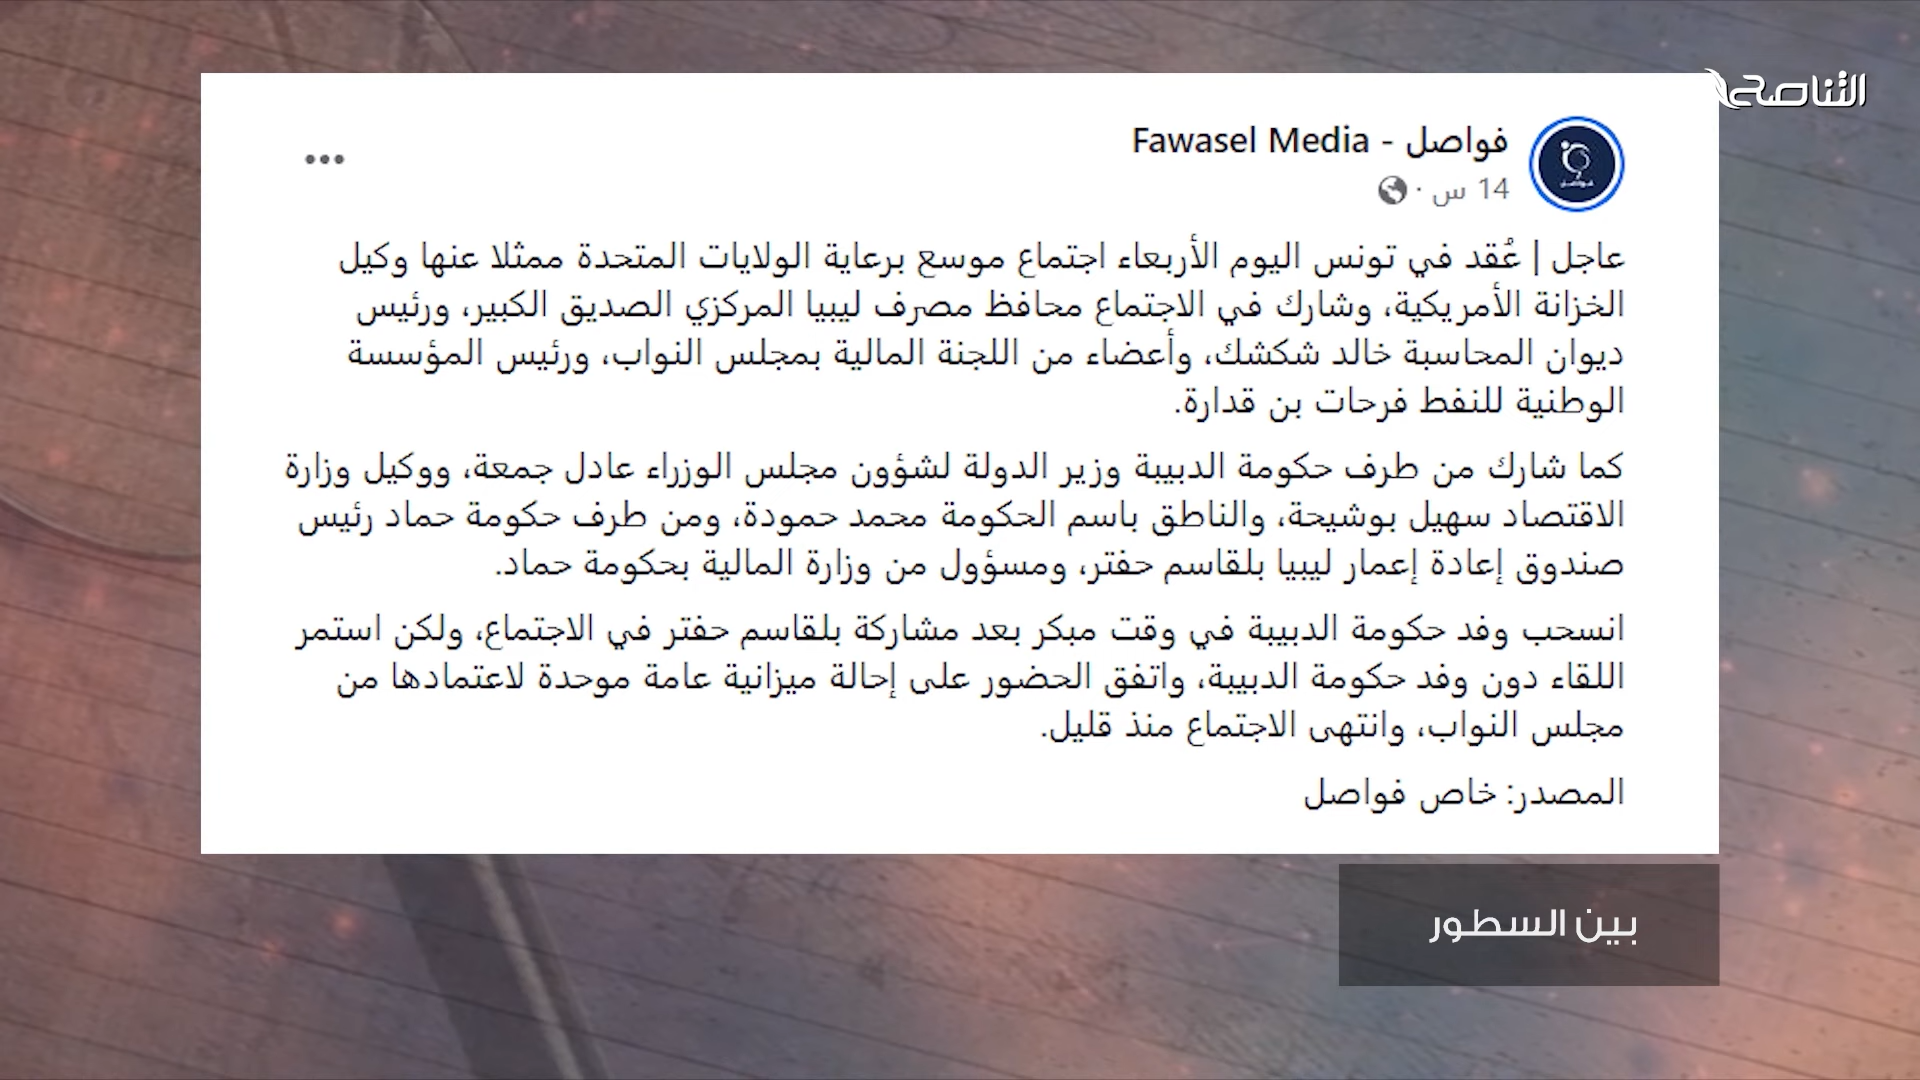 التناصح
فواصل - Fawasel Media
14 س ·
عاجل | عُقد في تونس اليوم الأربعاء اجتماع موسع برعاية الولايات المتحدة ممثلا عنها وكيل
الخزانة الأمريكية، وشارك في الاجتماع محافظ مصرف ليبيا المركزي الصديق الكبير، ورئيس
ديوان المحاسبة خالد شكشك، وأعضاء من اللجنة المالية بمجلس النواب، ورئيس المؤسسة
الوطنية للنفط فرحات بن قدارة.
كما شارك من طرف حكومة الدبيبة وزير الدولة لشؤون مجلس الوزراء عادل جمعة، ووكيل وزارة
الاقتصاد سهيل بوشيحة، والناطق باسم الحكومة محمد حمودة، ومن طرف حكومة حماد رئيس
صندوق إعادة إعمار ليبيا بلقاسم حفتر، ومسؤول من وزارة المالية بحكومة حماد.
انسحب وفد حكومة الدبيبة في وقت مبكر بعد مشاركة بلقاسم حفتر في الاجتماع، ولكن استمر
اللقاء دون وفد حكومة الدبيبة، واتفق الحضور على إحالة ميزانية عامة موحدة لاعتمادها من
مجلس النواب، وانتهى الاجتماع منذ قليل.
المصدر: خاص فواصل
بين السطور